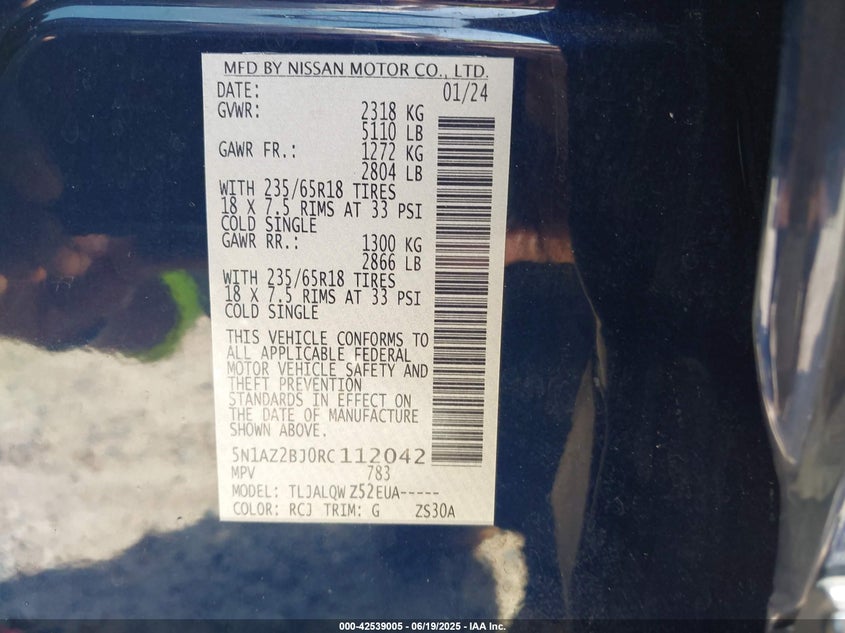 MFD BY NISSAN MOTOR CO., LTD.
DATE: 01/24
GVWR: 2318 KG
5110 LB
GAWR FR.: 1272 KG
2804 LB
WITH 235/65R18 TIRES
18 X 7.5 RIMS AT 33 PSI
COLD SINGLE
GAWR RR.: 1300 KG
2866 LB
WITH 235/65R18 TIRES
18 X 7.5 RIMS AT 33 PSI
COLD SINGLE
THIS VEHICLE CONFORMS TO
ALL APPLICABLE FEDERAL
MOTOR VEHICLE SAFETY AND
THEFT PREVENTION
STANDARDS IN EFFECT ON
THE DATE OF MANUFACTURE
SHOWN ABOVE.
5N1AZ2BJ0RC112042
MPV 783
MODEL: TLJALQW Z52EUA-----
COLOR: RCJ TRIM: G ZS30A
000-42539005 - 06/19/2025 - IAA Inc.